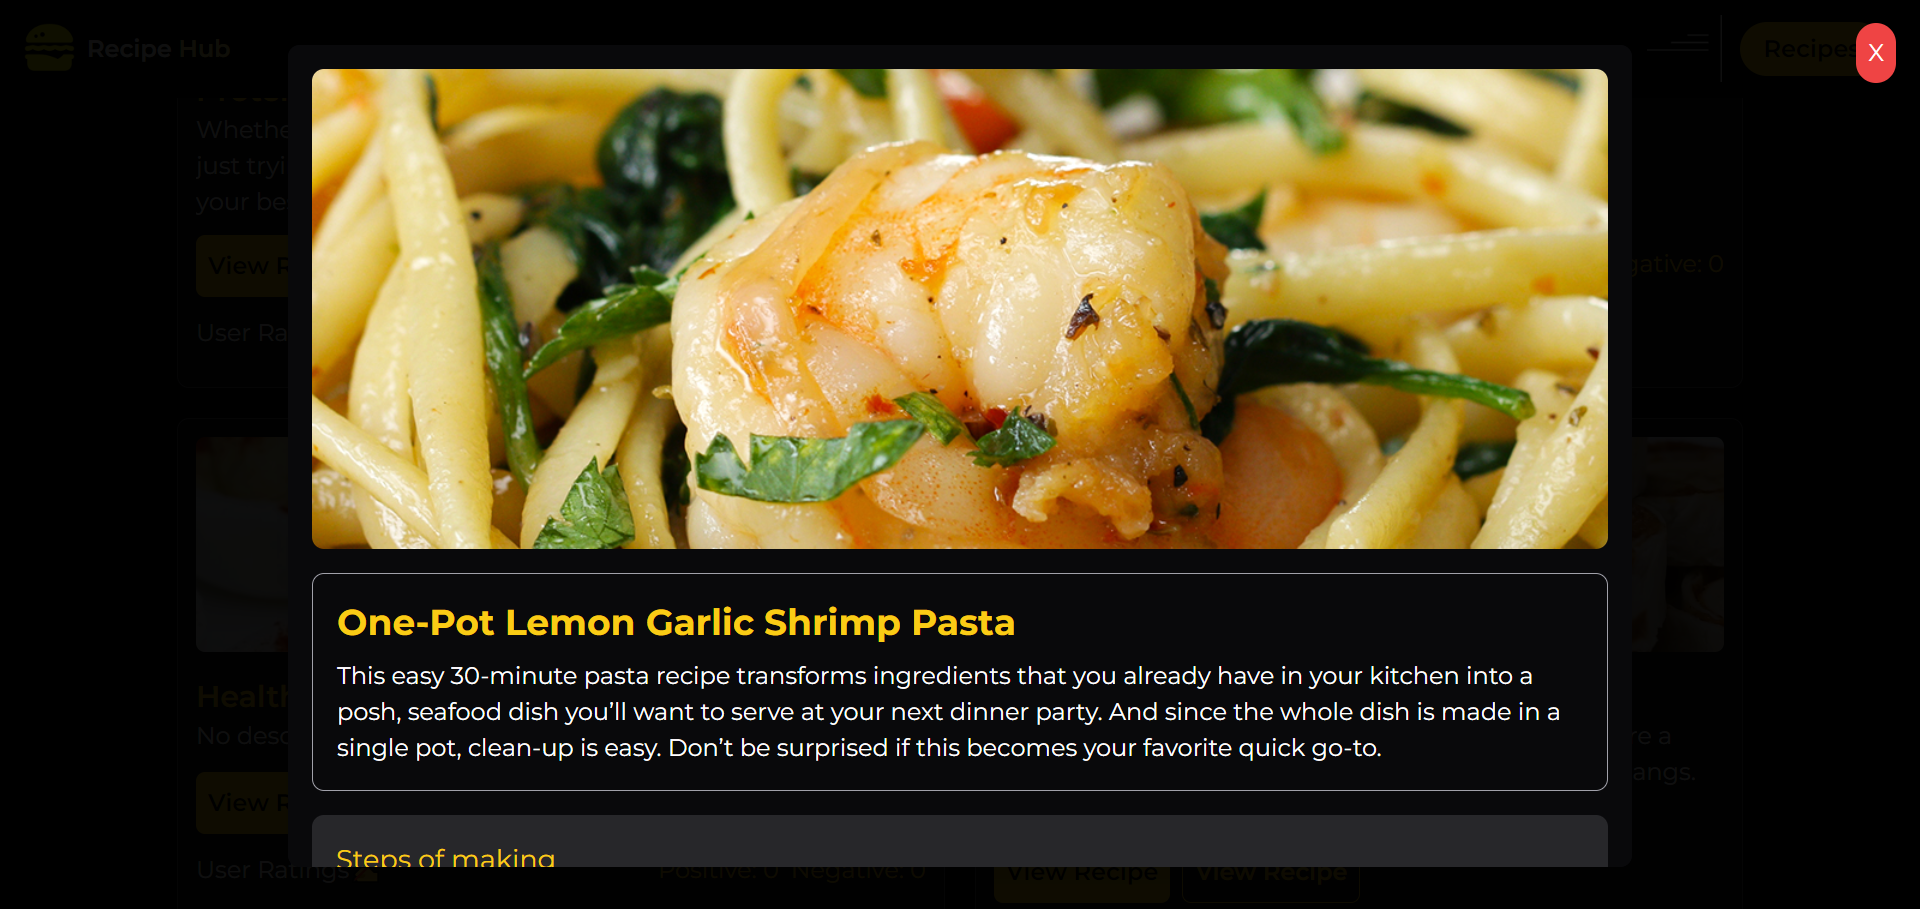 Recipe Hub
Recipes
X
Whethe
just tryi
your be
View R
gative: 0
User Ra
One-Pot Lemon Garlic Shrimp Pasta
This easy 30-minute pasta recipe transforms ingredients that you already have in your kitchen into a
posh, seafood dish you’ll want to serve at your next dinner party. And since the whole dish is made in a
single pot, clean-up is easy. Don’t be surprised if this becomes your favorite quick go-to.
Health
No desc
re a
angs.
View R
Steps of making
User Ratings
Positive: 0 Negative: 0
View Recipe
View Recipe